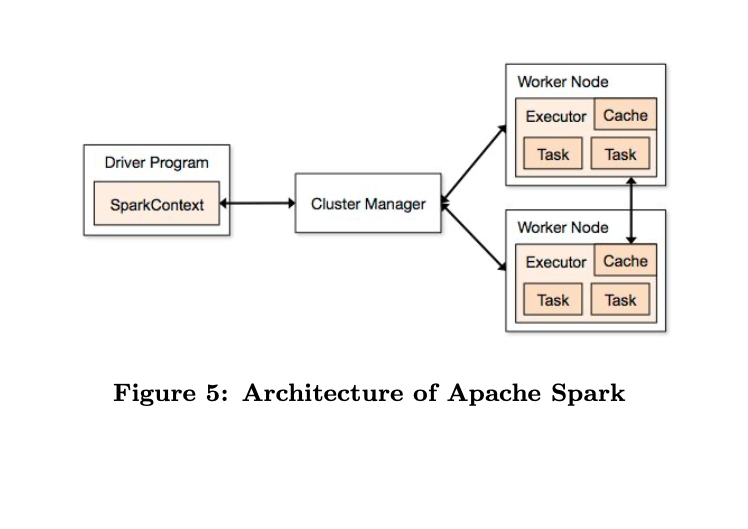 Driver Program
SparkContext
Cluster Manager
Worker Node
Executor
Cache
Task
Task
Worker Node
Executor
Cache
Task
Task
Figure 5: Architecture of Apache Spark